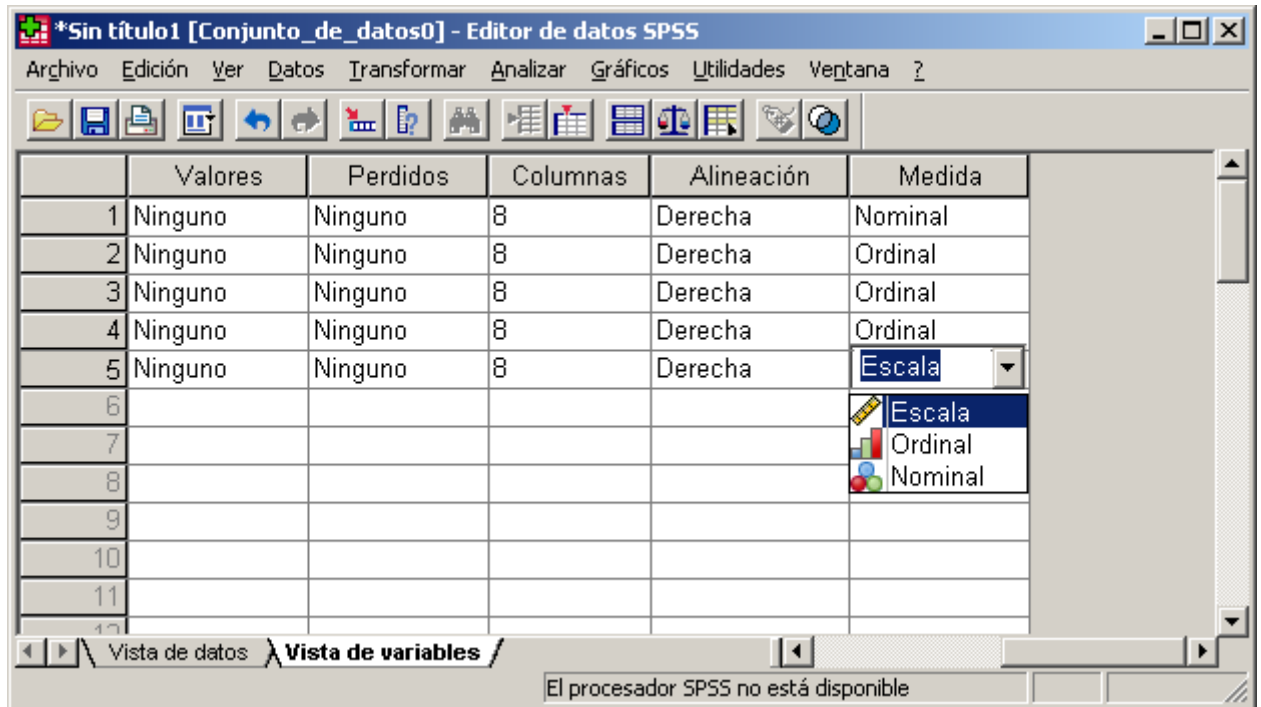 *Sin título1 [Conjunto_de_datos0] - Editor de datos SPSS
Archivo Edición Ver Datos Transformar Analizar Gráficos Utilidades Ventana ?
Valores Perdidos Columnas Alineación Medida
1 Ninguno Ninguno 8 Derecha Nominal
2 Ninguno Ninguno 8 Derecha Ordinal
3 Ninguno Ninguno 8 Derecha Ordinal
4 Ninguno Ninguno 8 Derecha Ordinal
5 Ninguno Ninguno 8 Derecha Escala
6 Escala
7 Ordinal
8 Nominal
9
10
11
12
Vista de datos Vista de variables
El procesador SPSS no está disponible